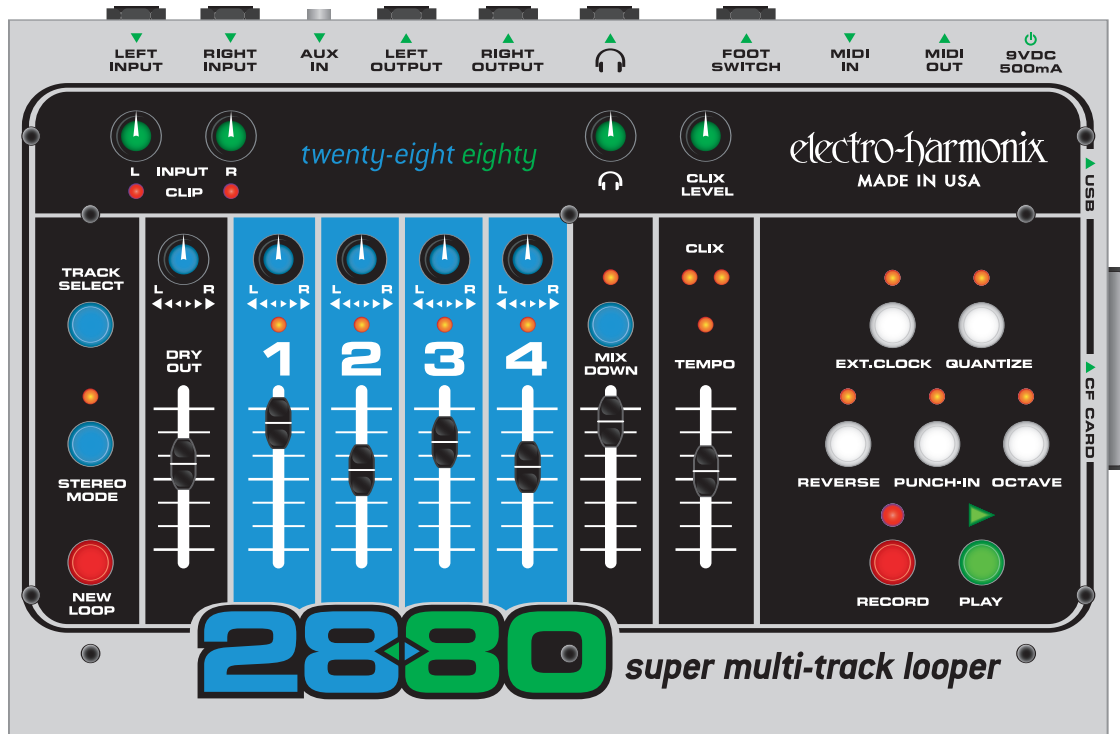 LEFT INPUT
RIGHT INPUT
AUX IN
LEFT OUTPUT
RIGHT OUTPUT
FOOT SWITCH
MIDI IN
MIDI OUT
9VDC 500mA
L INPUT R
CLIP
twenty-eight eighty
CLIX LEVEL
electro-harmonix
MADE IN USA
USB
CF CARD
TRACK SELECT
STEREO MODE
NEW LOOP
L R
DRY OUT
L R
1
L R
2
L R
3
L R
4
MIX DOWN
CLIX
TEMPO
EXT.CLOCK QUANTIZE
REVERSE PUNCH-IN OCTAVE
RECORD PLAY
2880
super multi-track looper